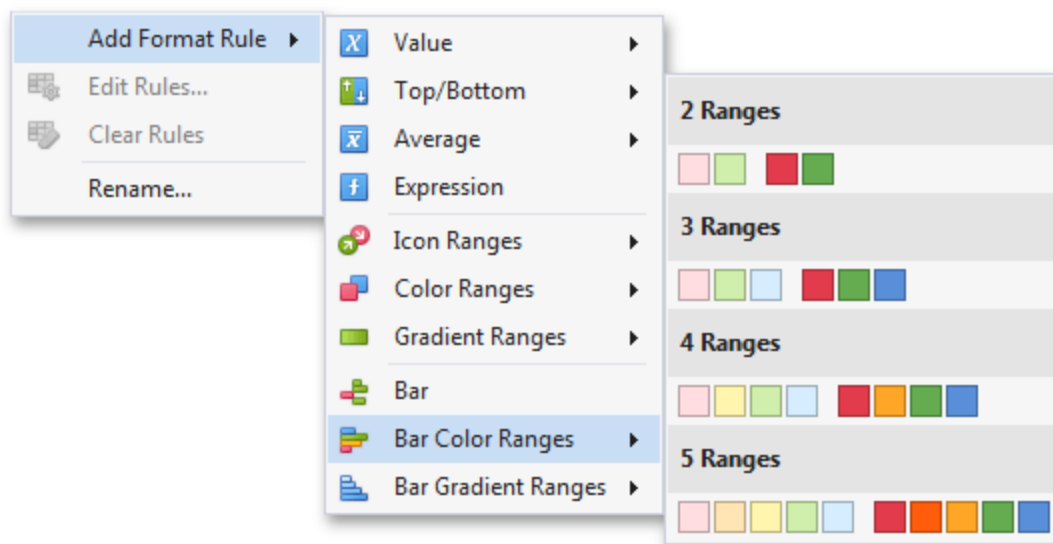 Add Format Rule
Edit Rules...
Clear Rules
Rename...
Value
Top/Bottom
Average
Expression
Icon Ranges
Color Ranges
Gradient Ranges
Bar
Bar Color Ranges
Bar Gradient Ranges
2 Ranges
3 Ranges
4 Ranges
5 Ranges